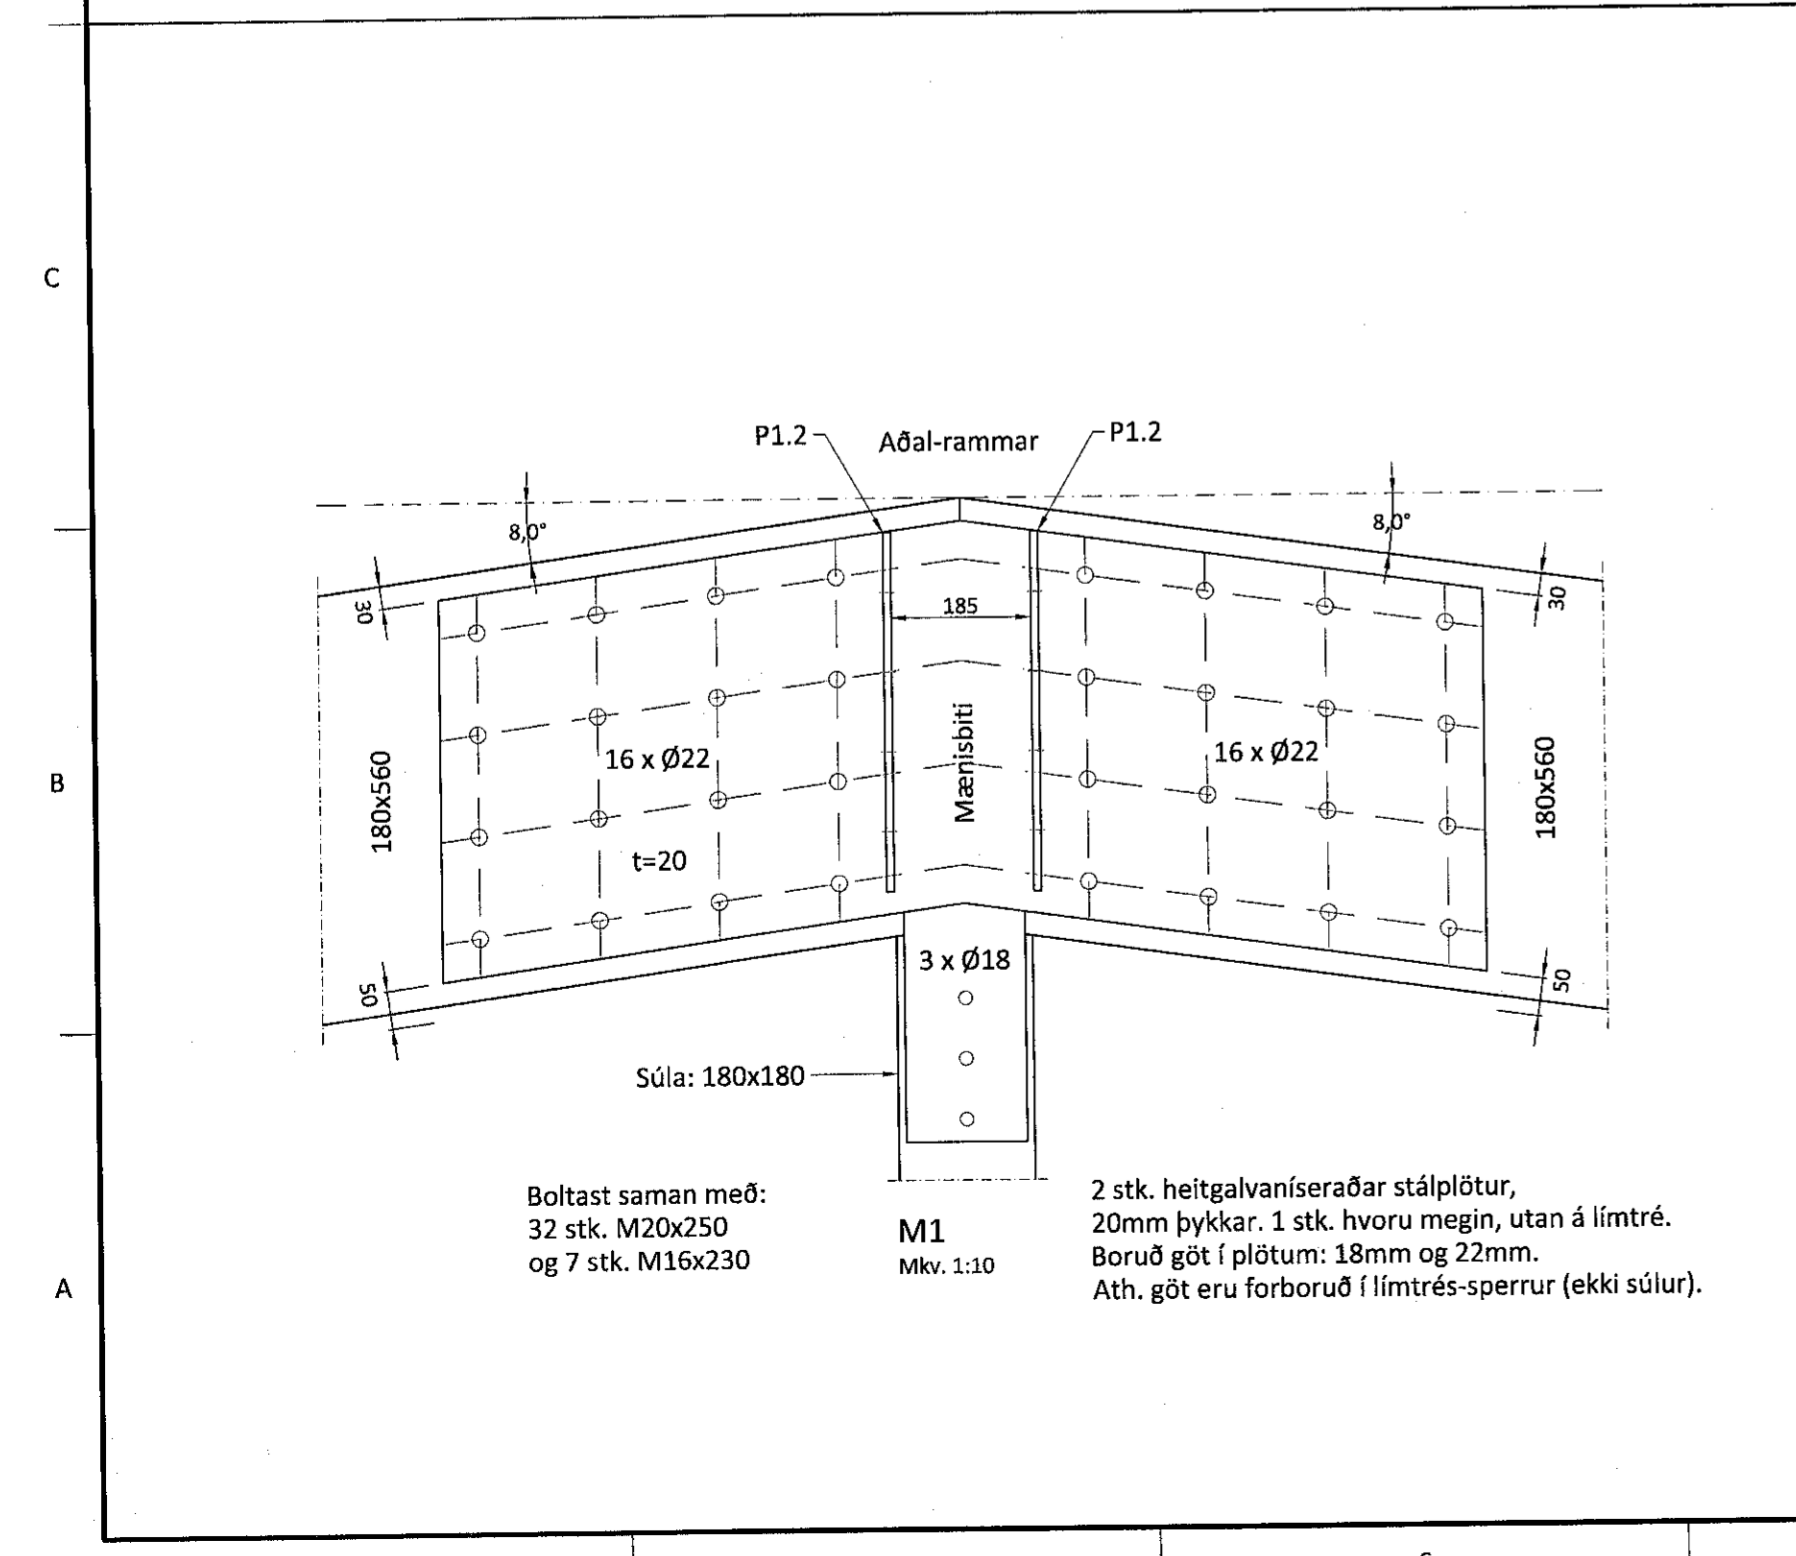 C
P1.2
Aðal-rammar
P1.2
8,0°
8,0°
30
30
185
180x560
16 x Ø22
Mænisbiti
16 x Ø22
180x560
B
t=20
50
3 x Ø18
50
Súla: 180x180
Boltast saman með:
32 stk. M20x250
og 7 stk. M16x230
M1
Mkv. 1:10
2 stk. heitgalvaníseraðar stálplötur,
20mm þykkar. 1 stk. hvoru megin, utan á límtré.
Boruð göt í plötum: 18mm og 22mm.
Ath. göt eru forboruð í límtrés-sperrur (ekki súlur).
A